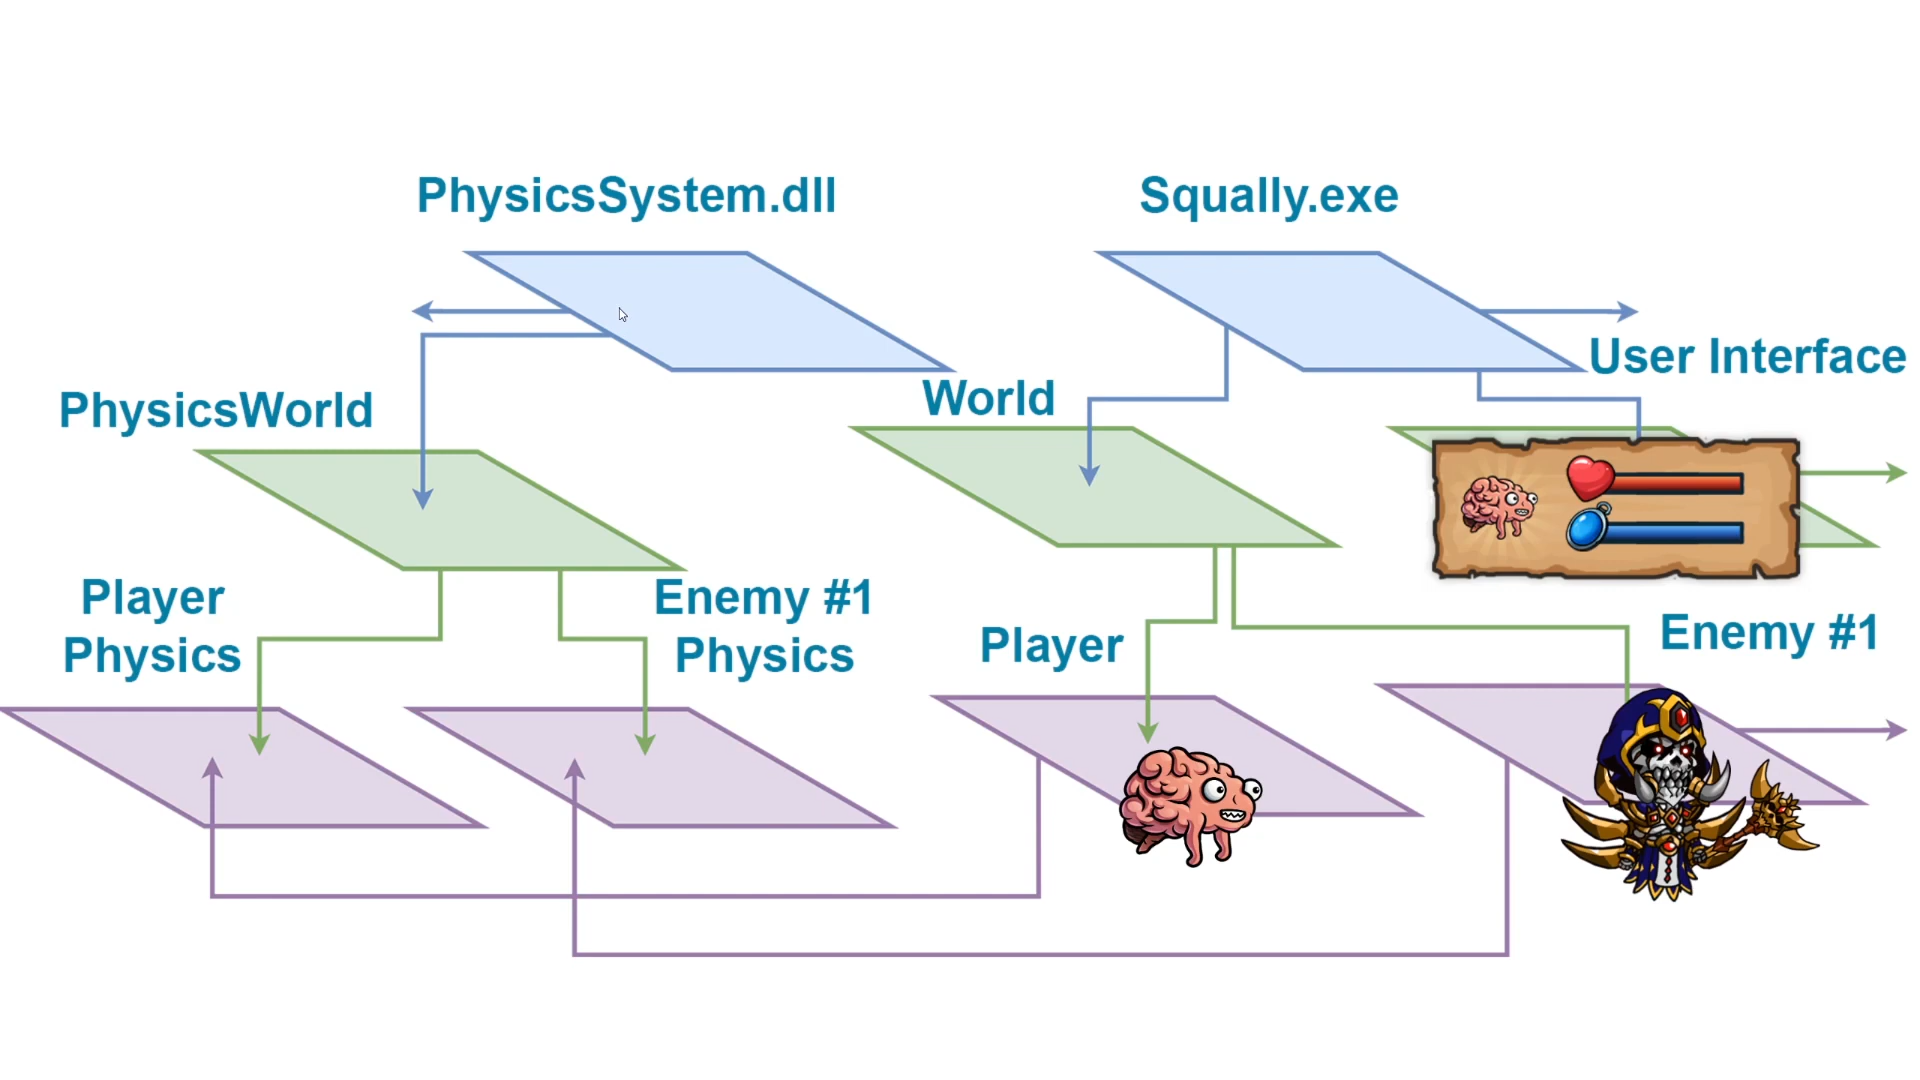 PhysicsSystem.dll
Squally.exe
User Interface
World
PhysicsWorld
Player
Physics
Enemy #1
Physics
Player
Enemy #1